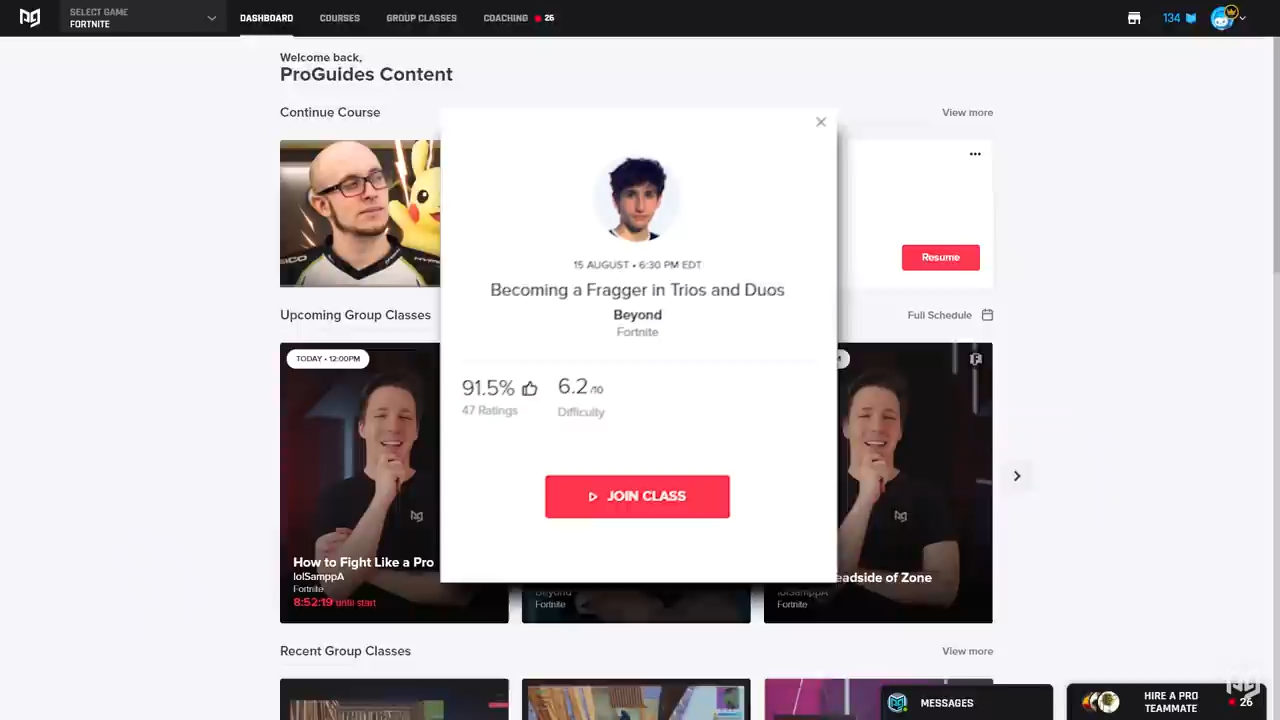 SELECT GAME
FORTNITE
DASHBOARD
COURSES
GROUP CLASSES
COACHING
26
134
Welcome back,
ProGuides Content
Continue Course
View more
Resume
15 AUGUST • 6:30 PM EDT
Becoming a Fragger in Trios and Duos
Beyond
Fortnite
91.5%
47 Ratings
6.2 /10
Difficulty
JOIN CLASS
Upcoming Group Classes
Full Schedule
TODAY • 12:00PM
How to Fight Like a Pro
lolSamppA
Fortnite
8:52:19 until start
Beyond
Fortnite
eadside of Zone
lolSamppA
Fortnite
Recent Group Classes
View more
MESSAGES
HIRE A PRO
TEAMMATE
26